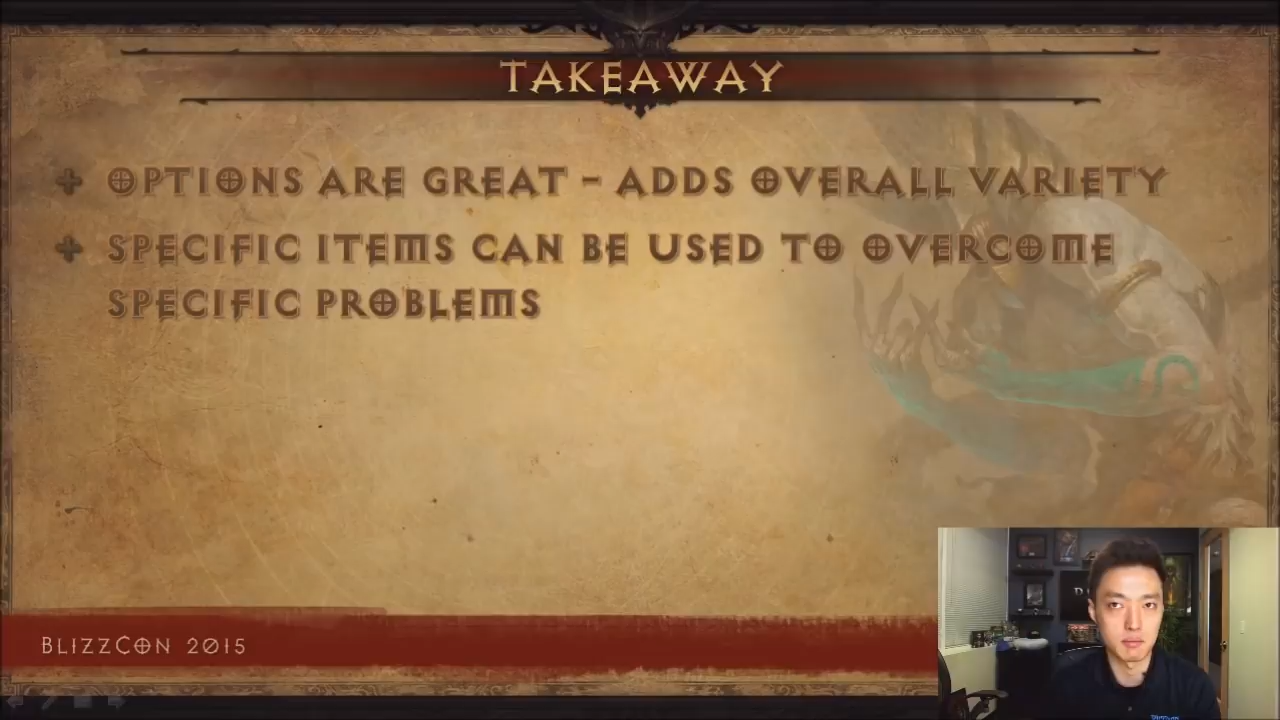 TAKEAWAY
OPTIONS ARE GREAT - ADDS OVERALL VARIETY
SPECIFIC ITEMS CAN BE USED TO OVERCOME
SPECIFIC PROBLEMS
BLIZZCON 2015